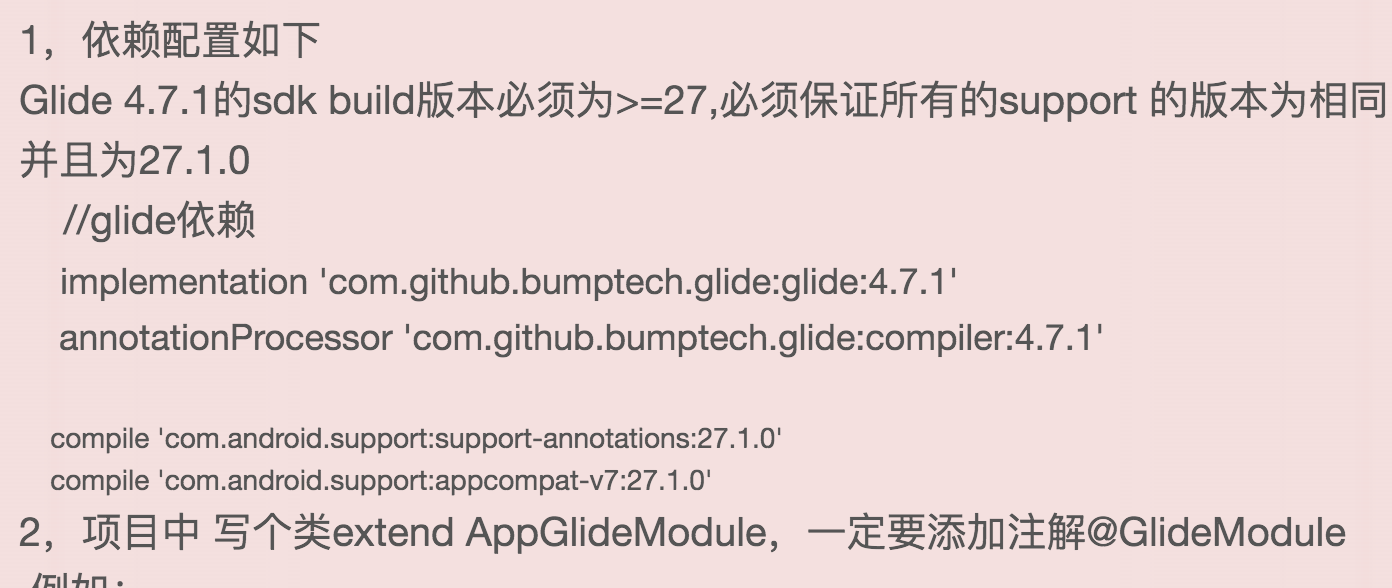 1，依赖配置如下
Glide 4.7.1的sdk build版本必须为>=27,必须保证所有的support 的版本为相同
并且为27.1.0
//glide依赖
implementation 'com.github.bumptech.glide:glide:4.7.1'
annotationProcessor 'com.github.bumptech.glide:compiler:4.7.1'
compile 'com.android.support:support-annotations:27.1.0'
compile 'com.android.support:appcompat-v7:27.1.0'
2，项目中 写个类extend AppGlideModule，一定要添加注解@GlideModule
例如：